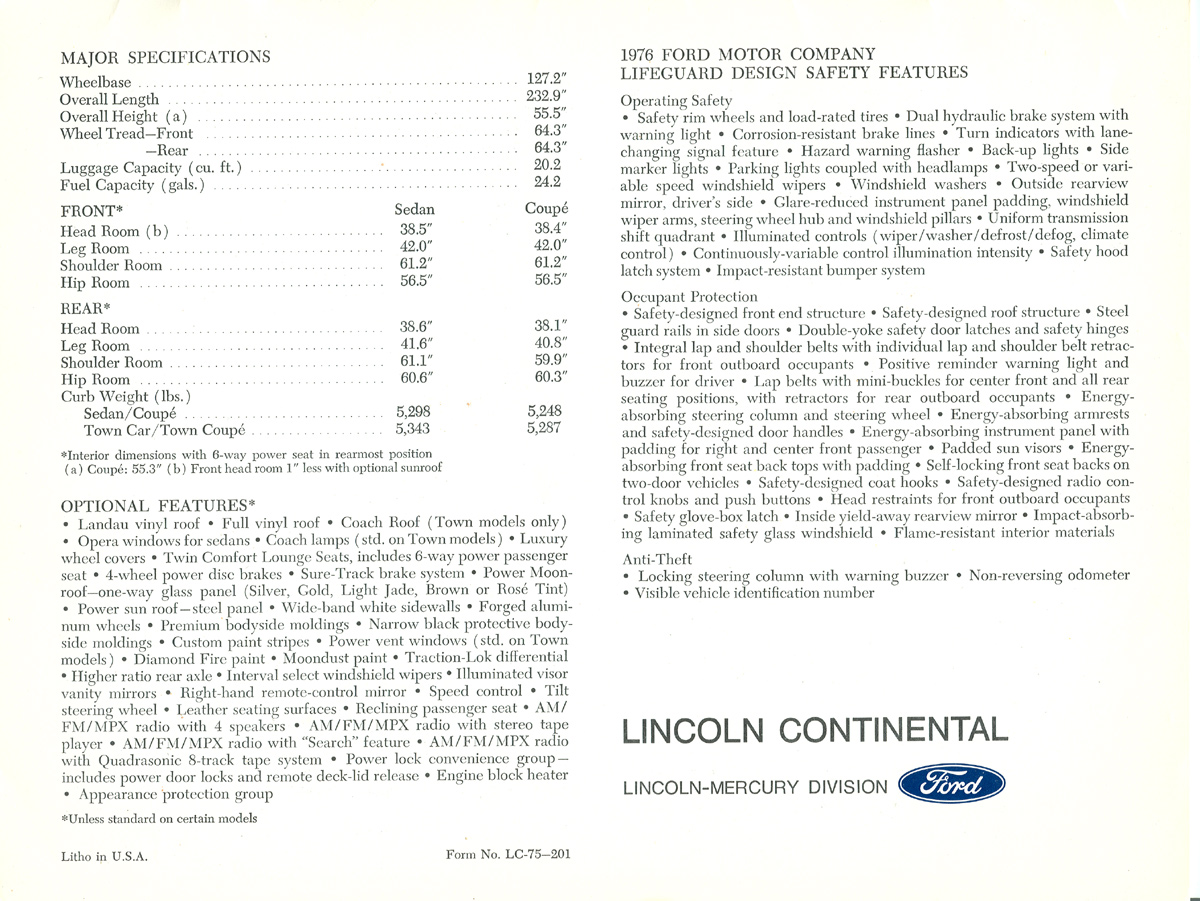 MAJOR SPECIFICATIONS
Wheelbase . . . . . . . . . . 127.2″
Overall Length . . . . . . . . . . 232.9″
Overall Height (a) . . . . . . . . . . 55.5″
Wheel Tread—Front . . . . . . . . . . 64.3″
—Rear . . . . . . . . . . 64.3″
Luggage Capacity (cu. ft.) . . . . . . . . . . 20.2
Fuel Capacity (gals.) . . . . . . . . . . 24.2
FRONT* Sedan Coupé
Head Room (b) . . . . . . . . . . 38.5″ 38.4″
Leg Room . . . . . . . . . . 42.0″ 42.0″
Shoulder Room . . . . . . . . . . 61.2″ 61.2″
Hip Room . . . . . . . . . . 56.5″ 56.5″
REAR*
Head Room . . . . . . . . . . 38.6″ 38.1″
Leg Room . . . . . . . . . . 41.6″ 40.8″
Shoulder Room . . . . . . . . . . 61.1″ 59.9″
Hip Room . . . . . . . . . . 60.6″ 60.3″
Curb Weight (lbs.)
Sedan/Coupé . . . . . . . . . . 5,298 5,248
Town Car/Town Coupé . . . . . . . . . . 5,343 5,287
*Interior dimensions with 6-way power seat in rearmost position
(a) Coupé: 55.3″ (b) Front head room 1″ less with optional sunroof
OPTIONAL FEATURES*
• Landau vinyl roof • Full vinyl roof • Coach Roof (Town models only)
• Opera windows for sedans • Coach lamps (std. on Town models) • Luxury
wheel covers • Twin Comfort Lounge Seats, includes 6-way power passenger
seat • 4-wheel power disc brakes • Sure-Track brake system • Power Moon-
roof—one-way glass panel (Silver, Gold, Light Jade, Brown or Rosé Tint)
• Power sun roof—steel panel • Wide-band white sidewalls • Forged alumi-
num wheels • Premium bodyside moldings • Narrow black protective body-
side moldings • Custom paint stripes • Power vent windows (std. on Town
models) • Diamond Fire paint • Moondust paint • Traction-Lok differential
• Higher ratio rear axle • Interval select windshield wipers • Illuminated visor
vanity mirrors • Right-hand remote-control mirror • Speed control • Tilt
steering wheel • Leather seating surfaces • Reclining passenger seat • AM/
FM/MPX radio with 4 speakers • AM/FM/MPX radio with stereo tape
player • AM/FM/MPX radio with “Search” feature • AM/FM/MPX radio
with Quadrasonic 8-track tape system • Power lock convenience group—
includes power door locks and remote deck-lid release • Engine block heater
• Appearance protection group
*Unless standard on certain models
Litho in U.S.A. Form No. LC-75—201
1976 FORD MOTOR COMPANY
LIFEGUARD DESIGN SAFETY FEATURES
Operating Safety
• Safety rim wheels and load-rated tires • Dual hydraulic brake system with
warning light • Corrosion-resistant brake lines • Turn indicators with lane-
changing signal feature • Hazard warning flasher • Back-up lights • Side
marker lights • Parking lights coupled with headlamps • Two-speed or vari-
able speed windshield wipers • Windshield washers • Outside rearview
mirror, driver’s side • Glare-reduced instrument panel padding, windshield
wiper arms, steering wheel hub and windshield pillars • Uniform transmission
shift quadrant • Illuminated controls (wiper/washer/defrost/defog, climate
control) • Continuously-variable control illumination intensity • Safety hood
latch system • Impact-resistant bumper system
Occupant Protection
• Safety-designed front end structure • Safety-designed roof structure • Steel
guard rails in side doors • Double-yoke safety door latches and safety hinges
• Integral lap and shoulder belts with individual lap and shoulder belt retrac-
tors for front outboard occupants • Positive reminder warning light and
buzzer for driver • Lap belts with mini-buckles for center front and all rear
seating positions, with retractors for rear outboard occupants • Energy-
absorbing steering column and steering wheel • Energy-absorbing armrests
and safety-designed door handles • Energy-absorbing instrument panel with
padding for right and center front passenger • Padded sun visors • Energy-
absorbing front seat back tops with padding • Self-locking front seat backs on
two-door vehicles • Safety-designed coat hooks • Safety-designed radio con-
trol knobs and push buttons • Head restraints for front outboard occupants
• Safety glove-box latch • Inside yield-away rearview mirror • Impact-absorb-
ing laminated safety glass windshield • Flame-resistant interior materials
Anti-Theft
• Locking steering column with warning buzzer • Non-reversing odometer
• Visible vehicle identification number
LINCOLN CONTINENTAL
LINCOLN-MERCURY DIVISION Ford